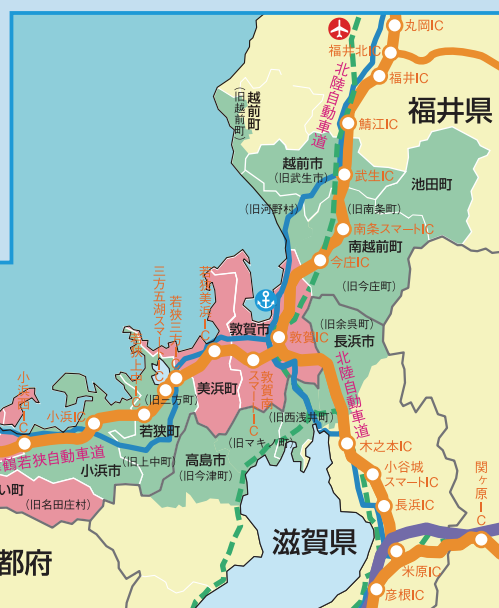 丸岡IC
福井北IC
北陸自動車道
福井IC
福井県
越前町
(旧越前町)
鯖江IC
越前市
(旧武生市)
武生IC
池田町
(旧河野村)
(旧南条町)
南条スマートIC
南越前町
今庄IC
(旧今庄町)
若狭美浜IC
三方五湖スマートIC
若狭三方IC
若狭上中IC
敦賀市
(旧余呉町)
敦賀IC
長浜市
北陸自動車道
敦賀南スマートIC
美浜町
小浜西IC
小浜IC
(旧三方町)
若狭町
(旧西浅井町)
(旧マキノ町)
木之本IC
鶴若狭自動車道
小浜市
(旧上中町)
高島市
(旧今津町)
小谷城
スマートIC
関ヶ原IC
い町
(旧名田庄村)
長浜IC
滋賀県
都府
米原IC
彦根IC